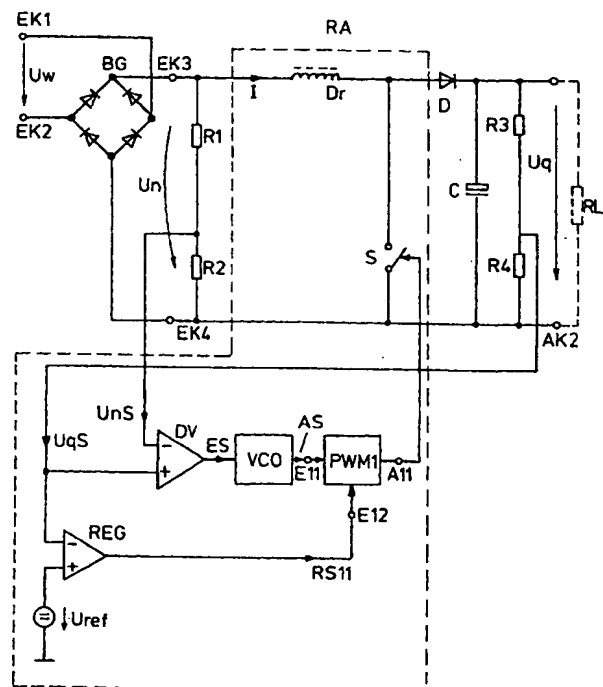 RA
EK1
BG
EK3
Uw
EK2
I
Dr
D
Un
R1
R2
R3
R4
C
Uq
RL
S
EK4
AK2
UnS
UqS
DV
ES
VCO
AS
E11
PWM1
A11
E12
REG
RS11
Uref
- +
- +